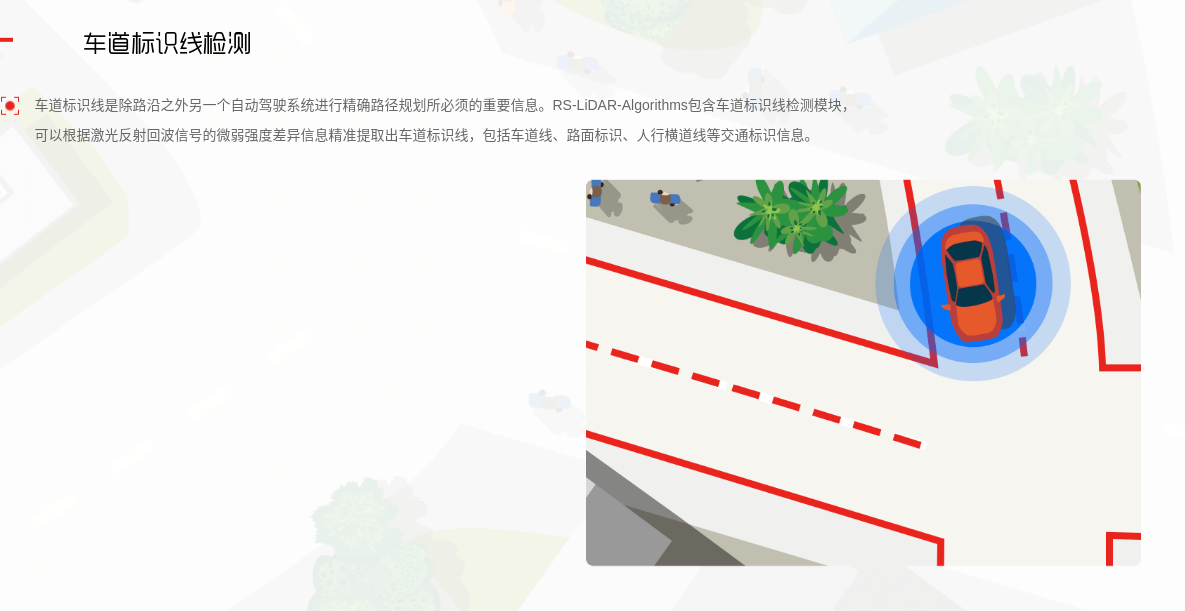 车道标识线检测
车道标识线是除路沿之外另一个自动驾驶系统进行精确路径规划所必须的重要信息。RS-LiDAR-Algorithms包含车道标识线检测模块，
可以根据激光反射回波信号的微弱强度差异信息精准提取出车道标识线，包括车道线、路面标识、人行横道线等交通标识信息。